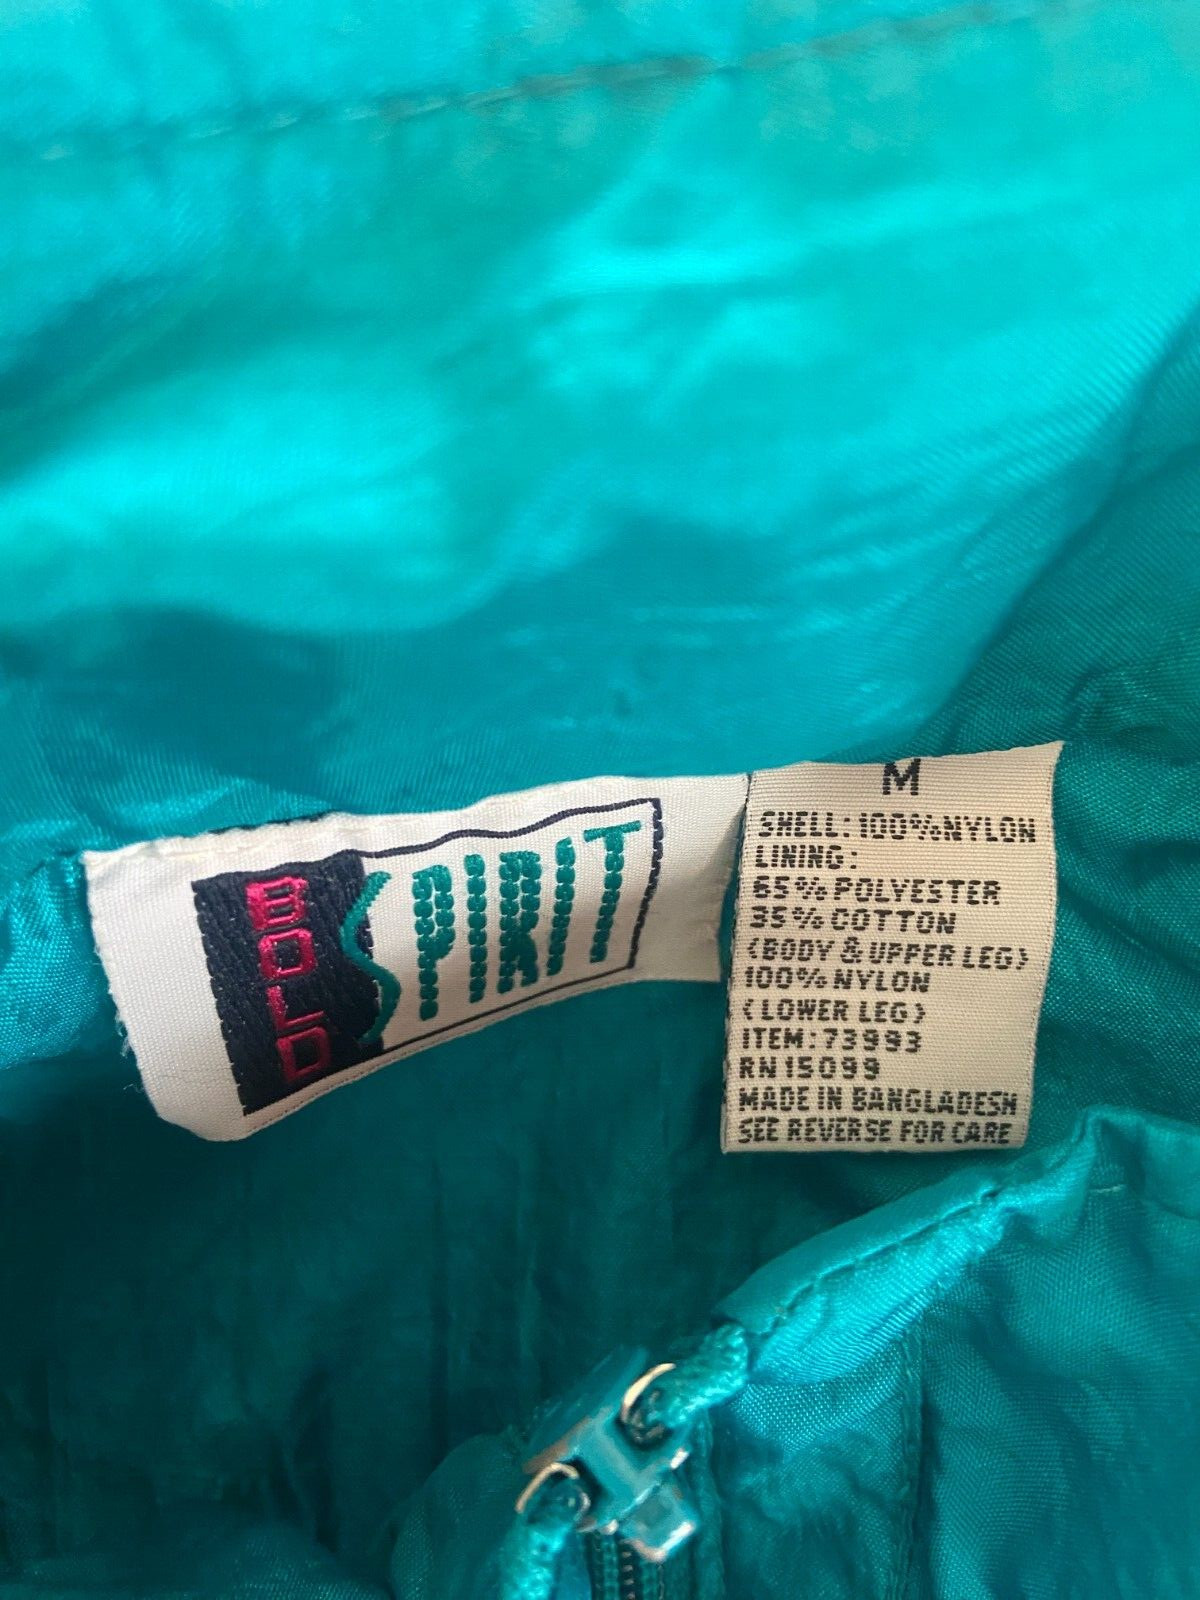 BOLD
SPIRIT
M
SHELL: 100% NYLON
LINING:
65% POLYESTER
35% COTTON
(BODY & UPPER LEG)
100% NYLON
(LOWER LEG)
ITEM: 73993
RN 15099
MADE IN BANGLADESH
SEE REVERSE FOR CARE